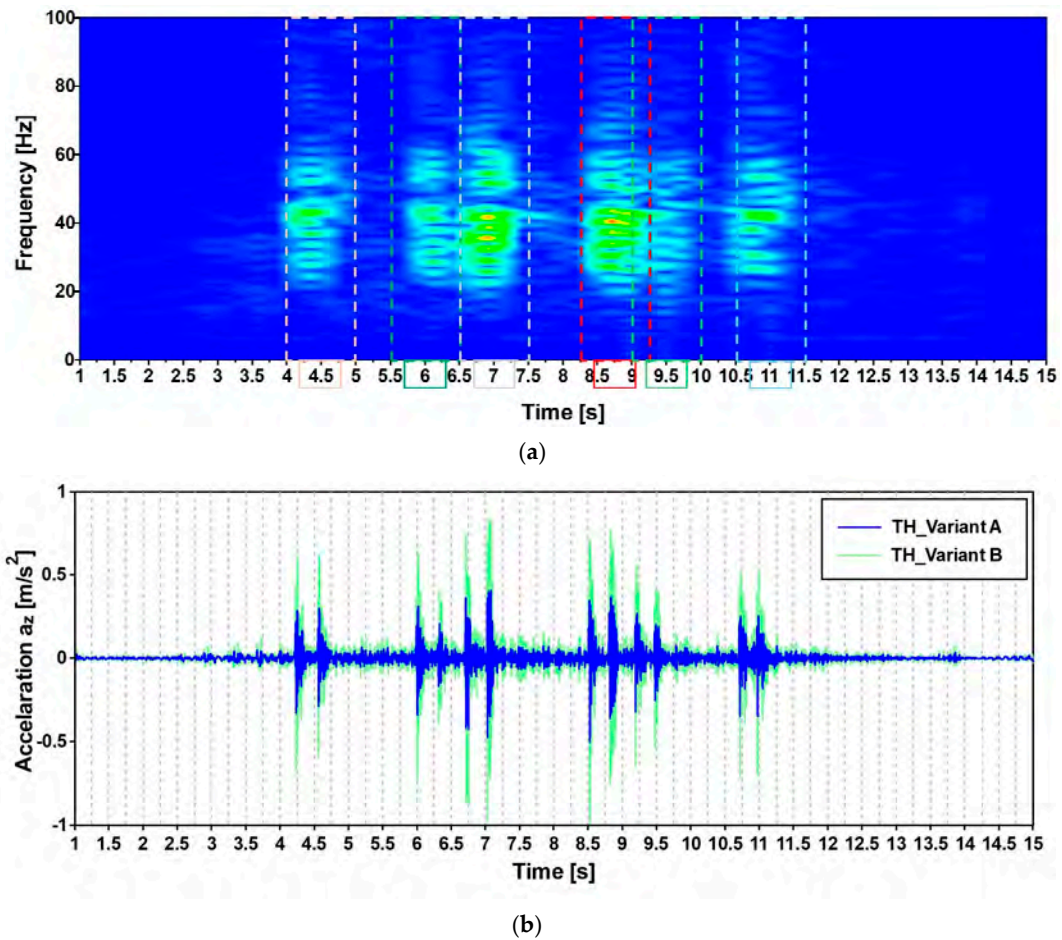 100
80
60
40
20
0
Frequency [Hz]
1 1.5 2 2.5 3 3.5 4 4.5 5 5.5 6 6.5 7 7.5 8 8.5 9 9.5 10 10.5 11 11.5 12 12.5 13 13.5 14 14.5 15
Time [s]
(a)
1
0.5
0
-0.5
-1
Accelaration az [m/s²]
TH_Variant A
TH_Variant B
1 1.5 2 2.5 3 3.5 4 4.5 5 5.5 6 6.5 7 7.5 8 8.5 9 9.5 10 10.5 11 11.5 12 12.5 13 13.5 14 14.5 15
Time [s]
(b)